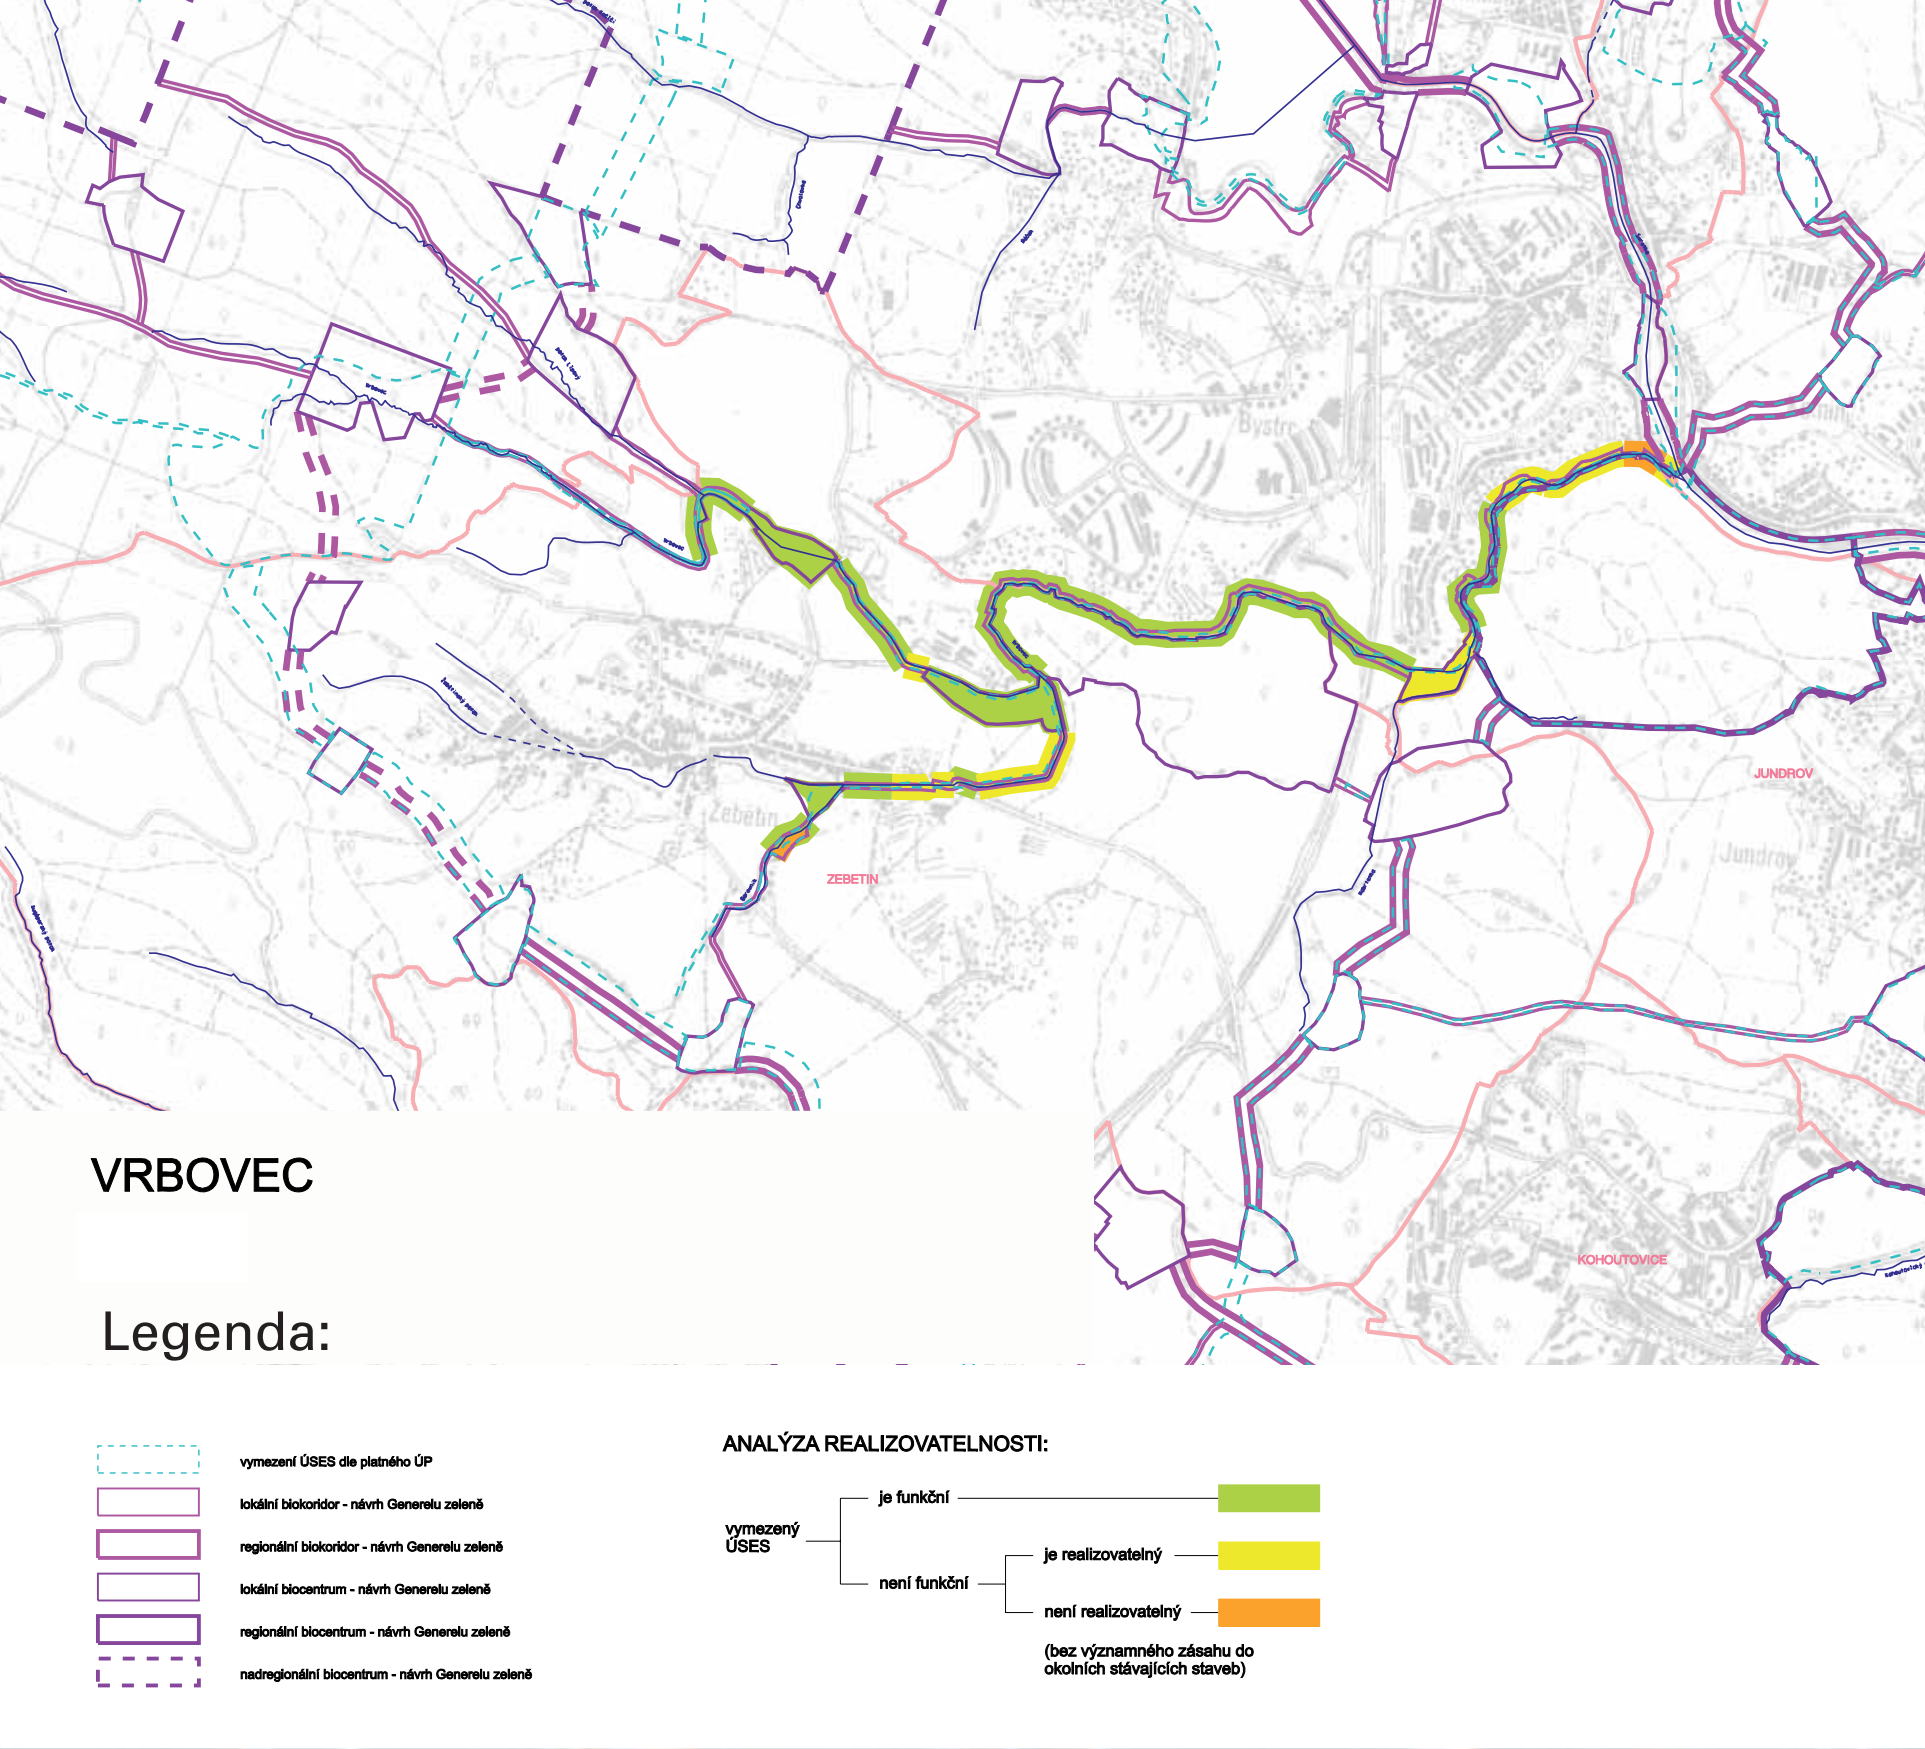 Vrbovec
Vrbovec
Vrbovec
Bystrc
Žebětín
ZEBETIN
JUNDROV
Jundrov
KOHOUTOVICE
VRBOVEC
Legenda:
vymezení ÚSES dle platného ÚP
lokální biokoridor - návrh Generelu zeleně
regionální biokoridor - návrh Generelu zeleně
lokální biocentrum - návrh Generelu zeleně
regionální biocentrum - návrh Generelu zeleně
nadregionální biocentrum - návrh Generelu zeleně
ANALÝZA REALIZOVATELNOSTI:
vymezený
ÚSES
je funkční
není funkční
je realizovatelný
není realizovatelný
(bez významného zásahu do
okolních stávajících staveb)